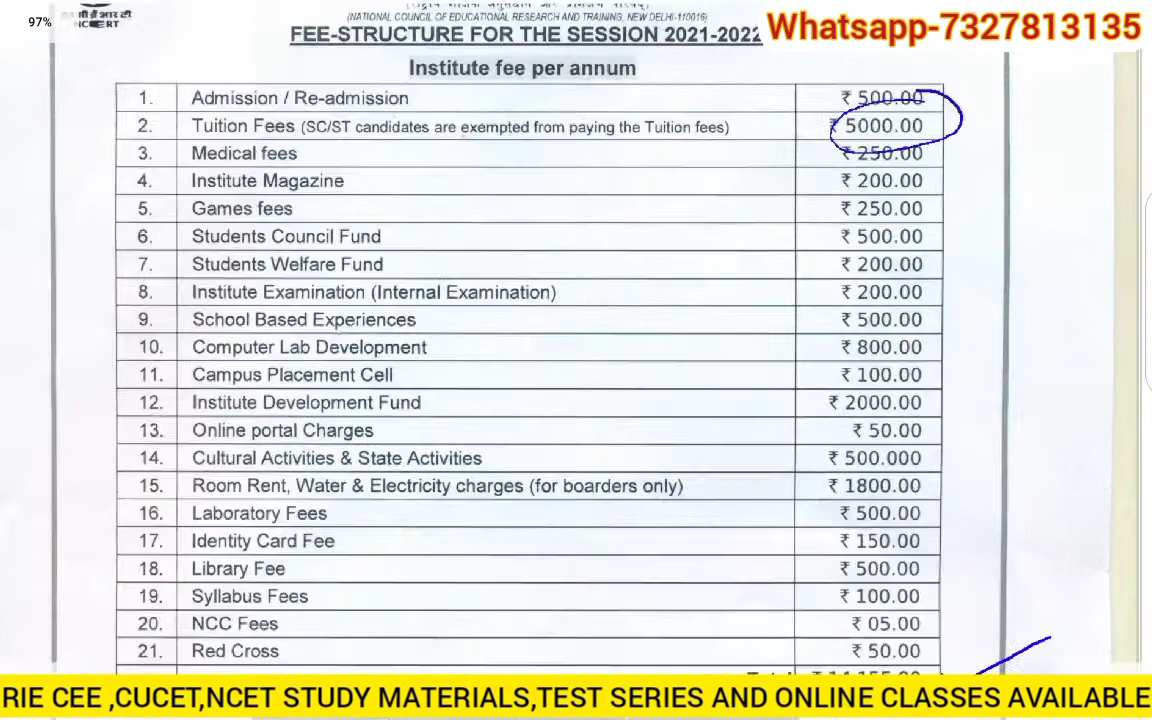 97%
NCERT
Whatsapp-7327813135
(NATIONAL COUNCIL OF EDUCATIONAL RESEARCH AND TRAINING, NEW DELHI-110016)
FEE-STRUCTURE FOR THE SESSION 2021-2022
Institute fee per annum
1. Admission / Re-admission ₹ 500.00
2. Tuition Fees (SC/ST candidates are exempted from paying the Tuition fees) ₹ 5000.00
3. Medical fees ₹ 250.00
4. Institute Magazine ₹ 200.00
5. Games fees ₹ 250.00
6. Students Council Fund ₹ 500.00
7. Students Welfare Fund ₹ 200.00
8. Institute Examination (Internal Examination) ₹ 200.00
9. School Based Experiences ₹ 500.00
10. Computer Lab Development ₹ 800.00
11. Campus Placement Cell ₹ 100.00
12. Institute Development Fund ₹ 2000.00
13. Online portal Charges ₹ 50.00
14. Cultural Activities & State Activities ₹ 500.000
15. Room Rent, Water & Electricity charges (for boarders only) ₹ 1800.00
16. Laboratory Fees ₹ 500.00
17. Identity Card Fee ₹ 150.00
18. Library Fee ₹ 500.00
19. Syllabus Fees ₹ 100.00
20. NCC Fees ₹ 05.00
21. Red Cross ₹ 50.00
RIE CEE ,CUCET,NCET STUDY MATERIALS,TEST SERIES AND ONLINE CLASSES AVAILABLE